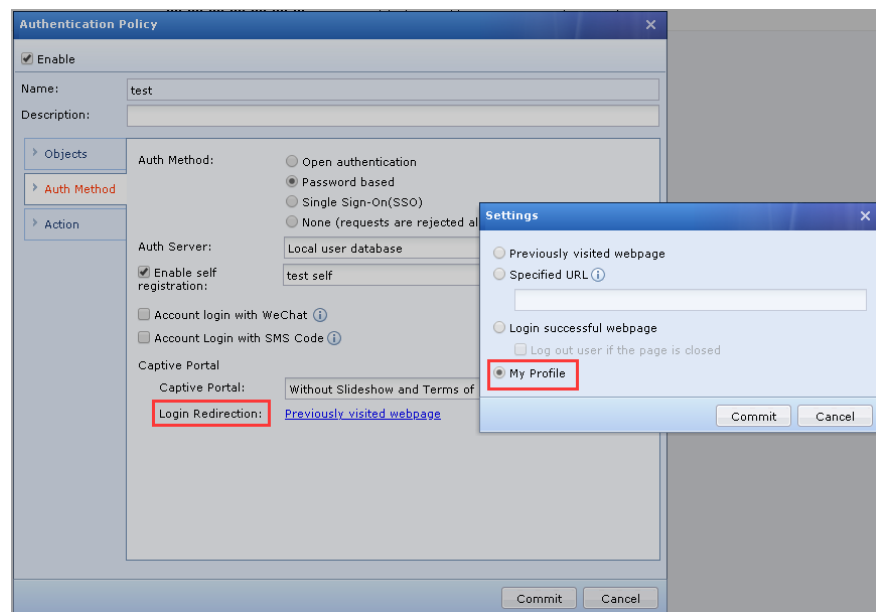 Authentication Policy
Enable
Name: test
Description:
Objects
Auth Method
Action
Auth Method:
Open authentication
Password based
Single Sign-On(SSO)
None (requests are rejected al
Auth Server: Local user database
Enable self registration: test self
Account login with WeChat
Account Login with SMS Code
Captive Portal
Captive Portal: Without Slideshow and Terms of
Login Redirection: Previously visited webpage
Commit Cancel
Settings
Previously visited webpage
Specified URL
Login successful webpage
Log out user if the page is closed
My Profile
Commit Cancel